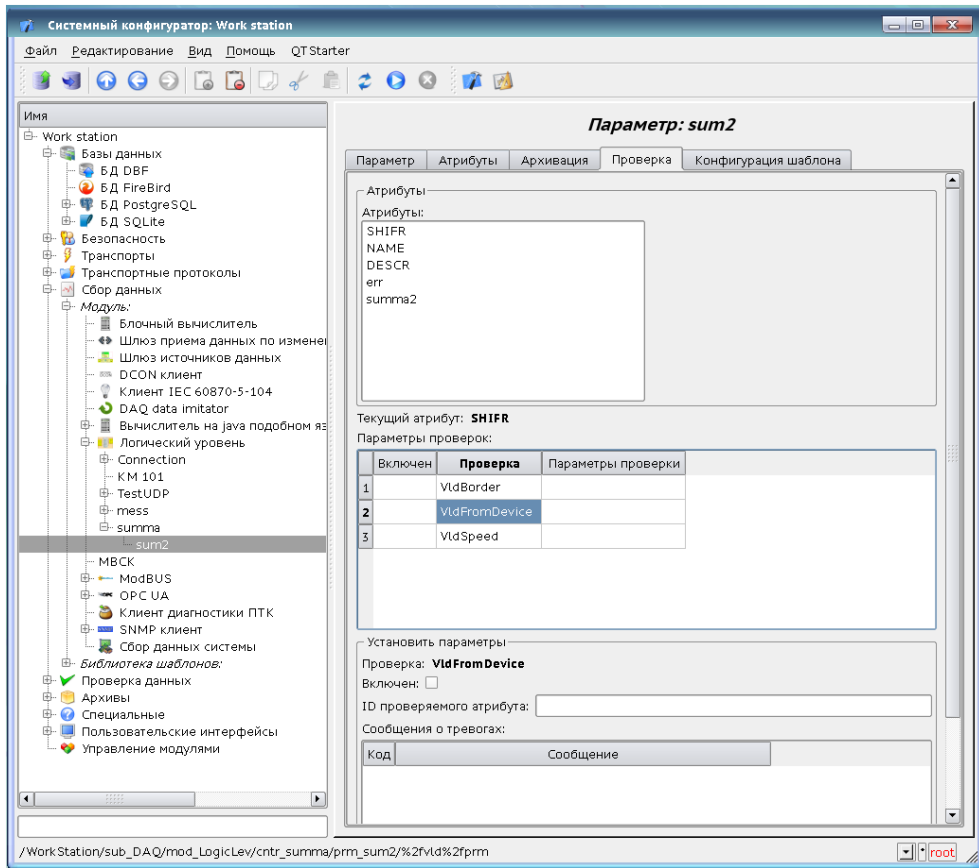 Системный конфигуратор: Work station
Файл Редактирование Вид Помощь QTStarter
Имя
Work station
Базы данных
БД DBF
БД FireBird
БД PostgreSQL
БД SQLite
Безопасность
Транспорты
Транспортные протоколы
Сбор данных
Модуль:
Блочный вычислитель
Шлюз приема данных по измене
Шлюз источников данных
DCON клиент
Клиент IEC 60870-5-104
DAQ data imitator
Вычислитель на java подобном яз
Логический уровень
Connection
КМ 101
TestUDP
mess
summa
sum2
МВСК
ModBUS
OPC UA
Клиент диагностики ПТК
SNMP клиент
Сбор данных системы
Библиотека шаблонов:
Проверка данных
Архивы
Специальные
Пользовательские интерфейсы
Управление модулями
Параметр: sum2
Параметр Атрибуты Архивация Проверка Конфигурация шаблона
Атрибуты
Атрибуты:
SHIFR
NAME
DESCR
err
summa2
Текущий атрибут: SHIFR
Параметры проверок:
Включен Проверка Параметры проверки
1 VldBorder
2 VldFromDevice
3 VldSpeed
Установить параметры
Проверка: VldFromDevice
Включен:
ID проверяемого атрибута:
Сообщения о тревогах:
Код Сообщение
/WorkStation/sub_DAQ/mod_LogicLev/cntr_summa/prm_sum2/%2fvld%2fprm
root